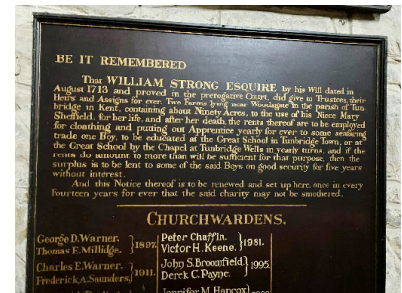 BE IT REMEMBERED
That WILLIAM STRONG ESQUIRE by his Will dated in
August 1713 and proved in the prerogative Court, did give to Trustees, their
Heirs and Assigns for ever, Two Farms lying near Woodsgate in the parish of Tun
bridge in Kent, containing about Ninety Acres, to the use of his Niece Mary
Sheffeild, for her life, and after her death the rents thereof are to be employed
for cloathing and putting out Apprentice yearly for ever to some seafaring
trade one Boy, to be educated at the Great School in Tunbridge Town, or at
the Great School by the Chapel at Tunbridge Wells in yearly turns, and if the
rents do amount to more than will be sufficient for that purpose, then the
surplus is to be lent to some of the said Boys on good security for five years
without interest.
And this Notice thereof is to be renewed and set up here, once in every
Fourteen years for ever that the said charity may not be smothered.
CHURCHWARDENS.
George D. Warner.
Thomas E. Millidge. } 1897.
Peter Chaffin.
Victor H. Keene. } 1981.
Charles E. Warner.
Frederick A. Saunders. } 1911.
John S. Broomfield.
Derek C. Payne. } 1995.
Jennifer M. Hancox